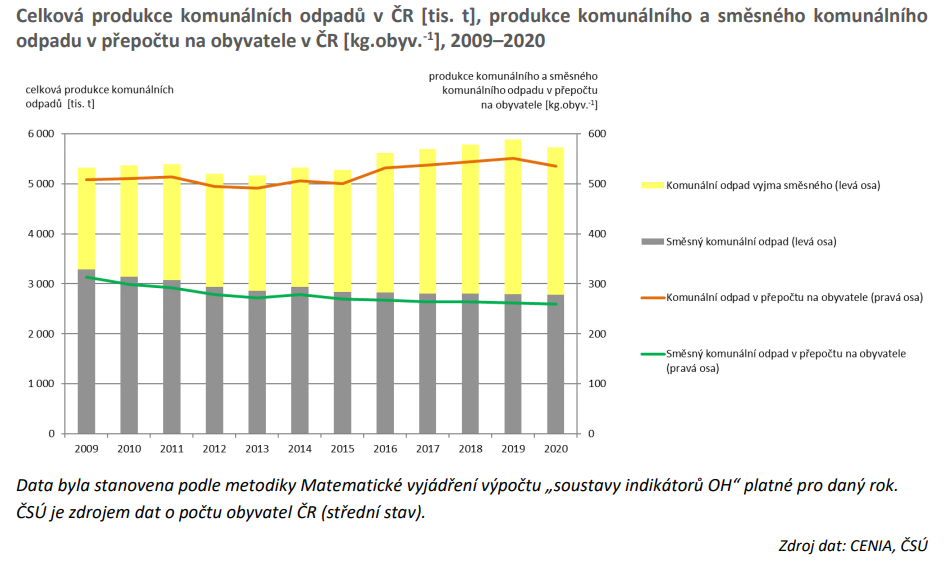 Celková produkce komunálních odpadů v ČR [tis. t], produkce komunálního a směsného komunálního
odpadu v přepočtu na obyvatele v ČR [kg.obyv.⁻¹], 2009–2020
celková produkce komunálních
odpadů [tis. t]
produkce komunálního a směsného
komunálního odpadu v přepočtu
na obyvatele [kg.obyv.⁻¹]
6 000
5 000
4 000
3 000
2 000
1 000
0
600
500
400
300
200
100
0
2009 2010 2011 2012 2013 2014 2015 2016 2017 2018 2019 2020
Komunální odpad vyjma směsného (levá osa)
Směsný komunální odpad (levá osa)
Komunální odpad v přepočtu na obyvatele (pravá osa)
Směsný komunální odpad v přepočtu na obyvatele
(pravá osa)
Data byla stanovena podle metodiky Matematické vyjádření výpočtu „soustavy indikátorů OH“ platné pro daný rok.
ČSÚ je zdrojem dat o počtu obyvatel ČR (střední stav).
Zdroj dat: CENIA, ČSÚ